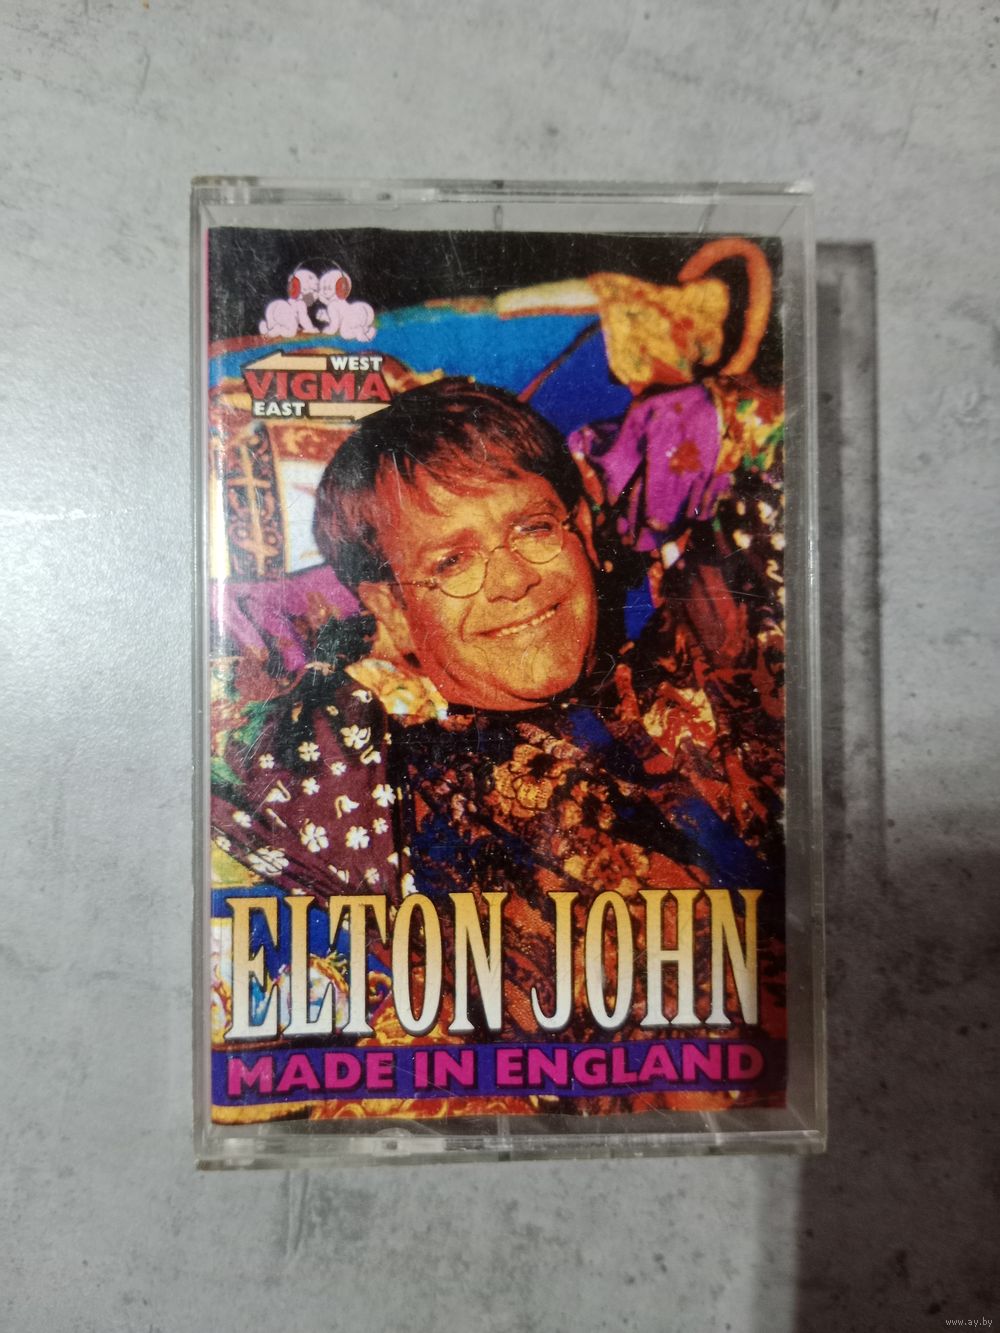 WEST
VIGMA
EAST
ELTON JOHN
MADE IN ENGLAND
www.ay.by